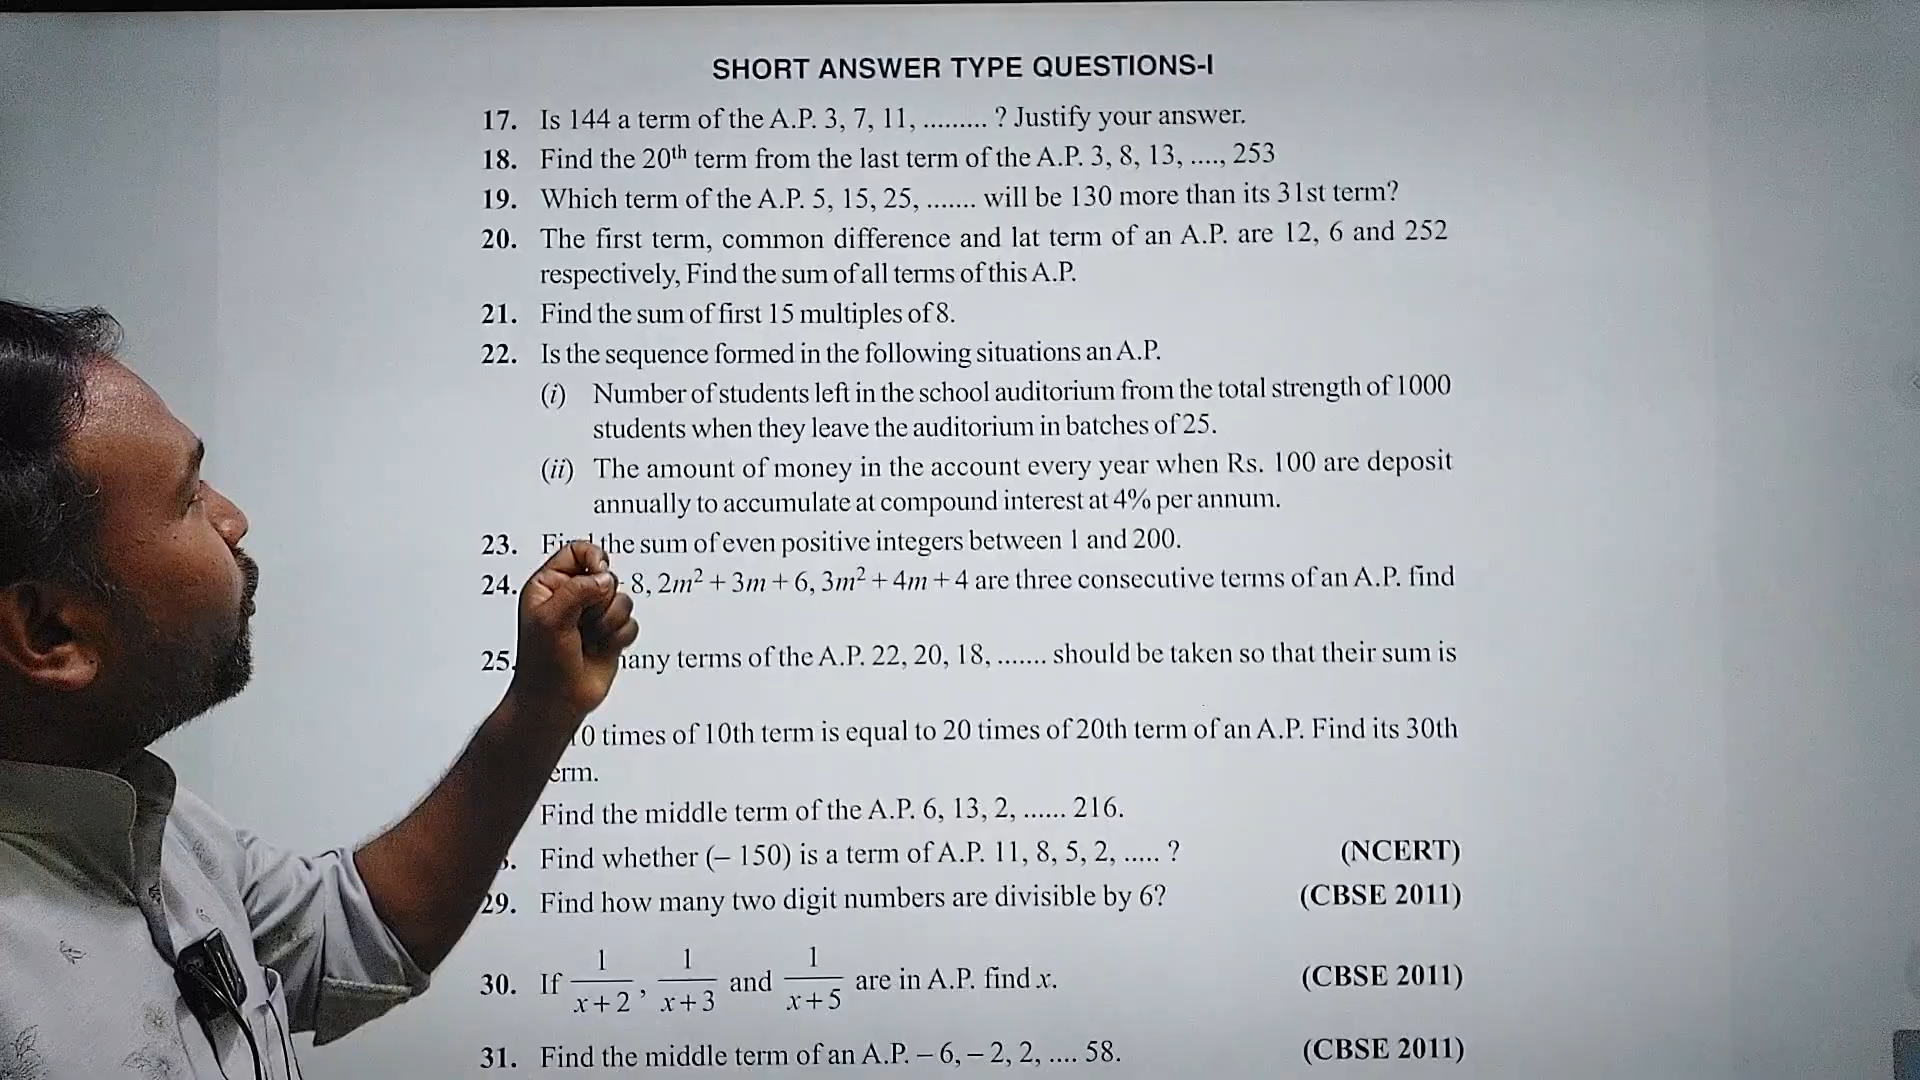 SHORT ANSWER TYPE QUESTIONS-I
17. Is 144 a term of the A.P. 3, 7, 11, ......... ? Justify your answer.
18. Find the 20th term from the last term of the A.P. 3, 8, 13, ...., 253
19. Which term of the A.P. 5, 15, 25, ....... will be 130 more than its 31st term?
20. The first term, common difference and lat term of an A.P. are 12, 6 and 252
respectively, Find the sum of all terms of this A.P.
21. Find the sum of first 15 multiples of 8.
22. Is the sequence formed in the following situations an A.P.
(i) Number of students left in the school auditorium from the total strength of 1000
students when they leave the auditorium in batches of 25.
(ii) The amount of money in the account every year when Rs. 100 are deposit
annually to accumulate at compound interest at 4% per annum.
23. the sum of even positive integers between 1 and 200.
24. 8, 2m² + 3m + 6, 3m² + 4m + 4 are three consecutive terms of an A.P. find
25. terms of the A.P. 22, 20, 18, ....... should be taken so that their sum is
times of 10th term is equal to 20 times of 20th term of an A.P. Find its 30th
Find the middle term of the A.P. 6, 13, 2, ...... 216.
Find whether (– 150) is a term of A.P. 11, 8, 5, 2, ..... ? (NCERT)
29. Find how many two digit numbers are divisible by 6? (CBSE 2011)
30. If 1/(x+2), 1/(x+3) and 1/(x+5) are in A.P. find x. (CBSE 2011)
31. Find the middle term of an A.P. – 6, – 2, 2, .... 58. (CBSE 2011)